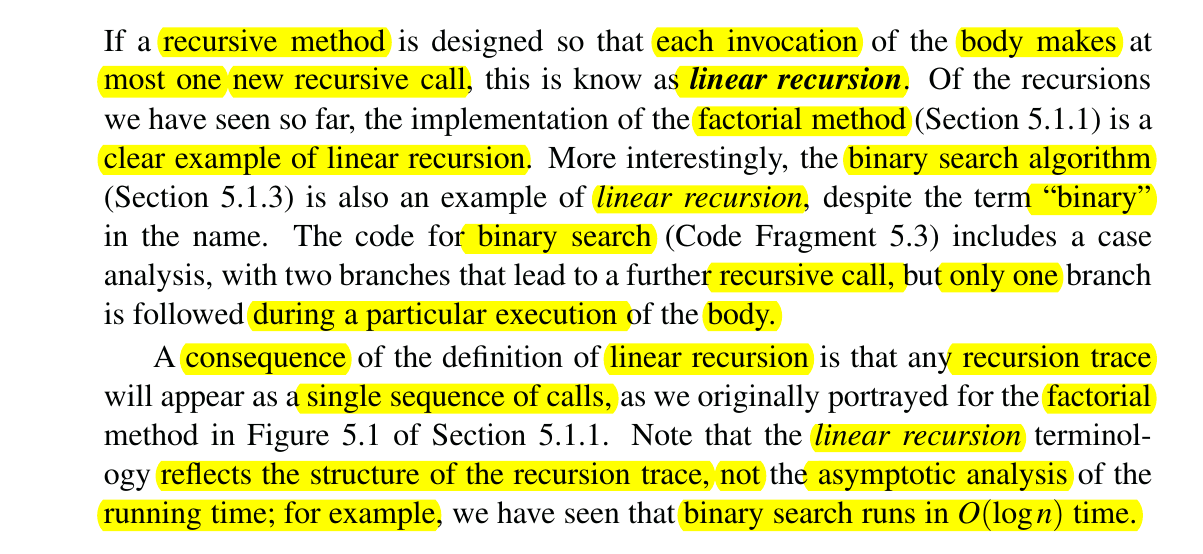 If a recursive method is designed so that each invocation of the body makes at
most one new recursive call, this is know as linear recursion. Of the recursions
we have seen so far, the implementation of the factorial method (Section 5.1.1) is a
clear example of linear recursion. More interestingly, the binary search algorithm
(Section 5.1.3) is also an example of linear recursion, despite the term “binary”
in the name. The code for binary search (Code Fragment 5.3) includes a case
analysis, with two branches that lead to a further recursive call, but only one branch
is followed during a particular execution of the body.
A consequence of the definition of linear recursion is that any recursion trace
will appear as a single sequence of calls, as we originally portrayed for the factorial
method in Figure 5.1 of Section 5.1.1. Note that the linear recursion terminol-
ogy reflects the structure of the recursion trace, not the asymptotic analysis of the
running time; for example, we have seen that binary search runs in O(log n) time.